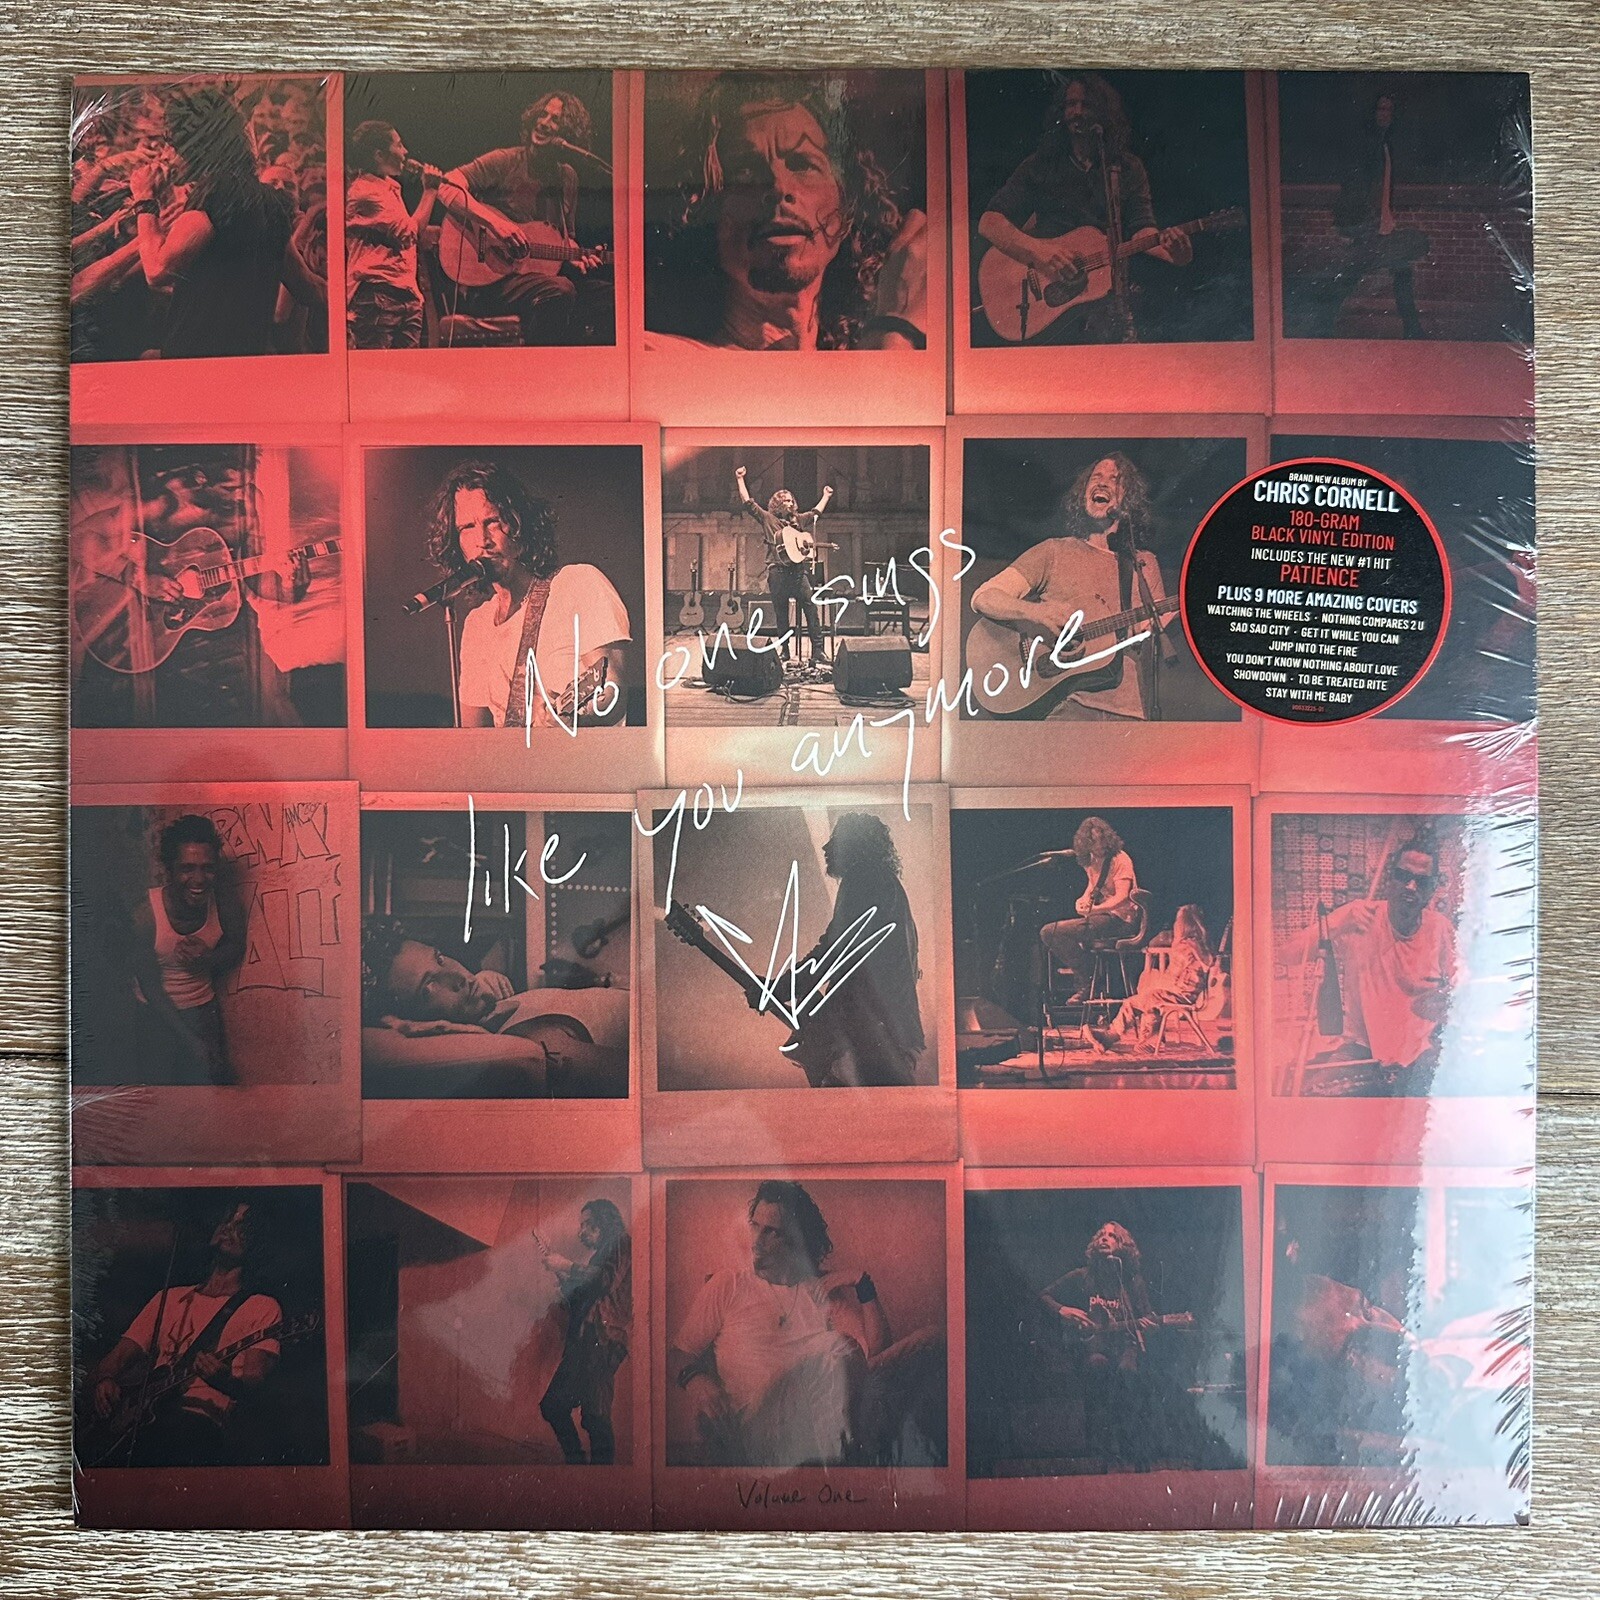 BRAND NEW ALBUM BY
CHRIS CORNELL
180-GRAM
BLACK VINYL EDITION
INCLUDES THE NEW #1 HIT
PATIENCE
PLUS 9 MORE AMAZING COVERS
WATCHING THE WHEELS · NOTHING COMPARES 2 U
SAD SAD CITY · GET IT WHILE YOU CAN
JUMP INTO THE FIRE
YOU DON'T KNOW NOTHING ABOUT LOVE
SHOWDOWN · TO BE TREATED RITE
STAY WITH ME BABY
No one sings
like you anymore
Volume One